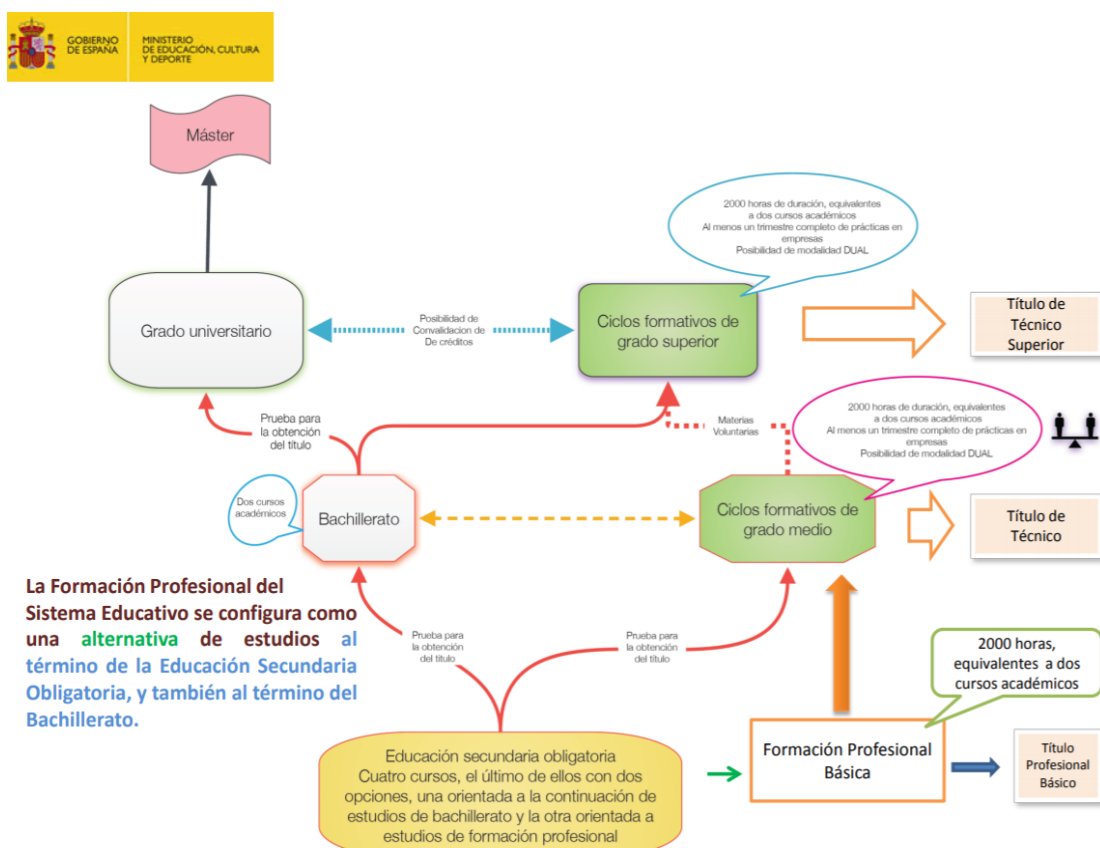 GOBIERNO
DE ESPAÑA
MINISTERIO
DE EDUCACIÓN, CULTURA
Y DEPORTE
Máster
2000 horas de duración, equivalentes
a dos cursos académicos
Al menos un trimestre completo de prácticas en
empresas
Posibilidad de modalidad DUAL
Grado universitario
Posibilidad de
Convalidacion de
De créditos
Ciclos formativos de
grado superior
Título de
Técnico
Superior
Prueba para
la obtención
del título
Materias
Voluntarias
2000 horas de duración, equivalentes
a dos cursos académicos
Al menos un trimestre completo de prácticas en
empresas
Posibilidad de modalidad DUAL
Dos cursos
académicos
Bachillerato
Ciclos formativos de
grado medio
Título de
Técnico
La Formación Profesional del
Sistema Educativo se configura como
una alternativa de estudios al
término de la Educación Secundaria
Obligatoria, y también al término del
Bachillerato.
Prueba para
la obtención
del título
Prueba para
la obtención
del título
2000 horas,
equivalentes a dos
cursos académicos
Educación secundaria obligatoria
Cuatro cursos, el último de ellos con dos
opciones, una orientada a la continuación de
estudios de bachillerato y la otra orientada a
estudios de formación profesional
Formación Profesional
Básica
Título
Profesional
Básico